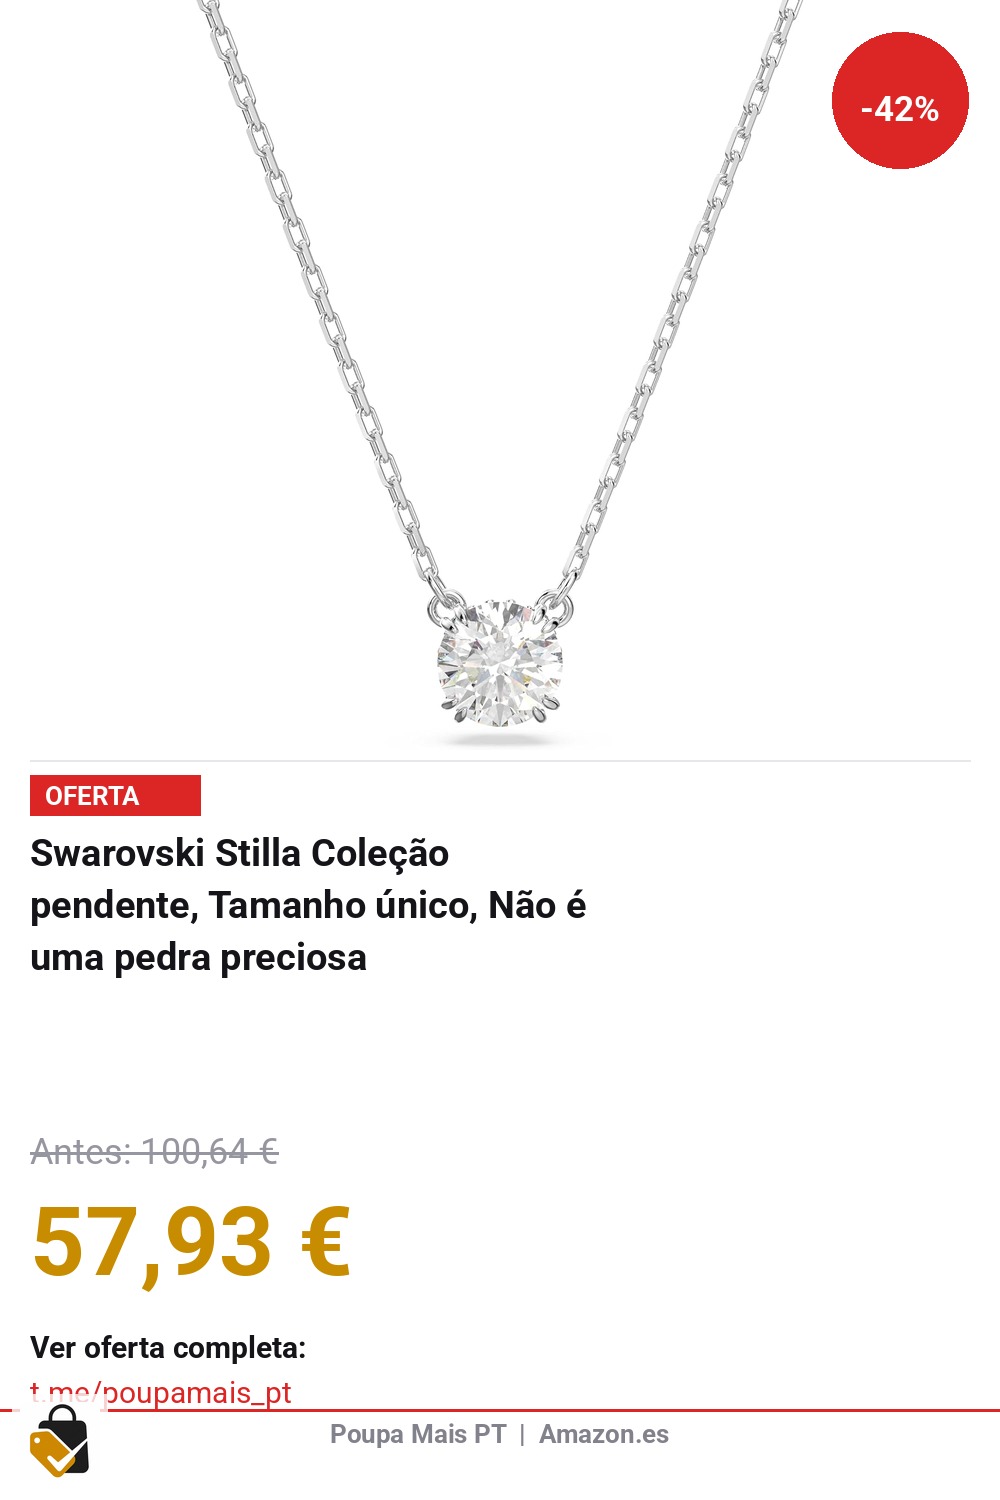 -42%
OFERTA
Swarovski Stilla Coleção
pendente, Tamanho único, Não é
uma pedra preciosa
Antes: 100,64 €
57,93 €
Ver oferta completa:
t.me/poupamais_pt
Poupa Mais PT | Amazon.es